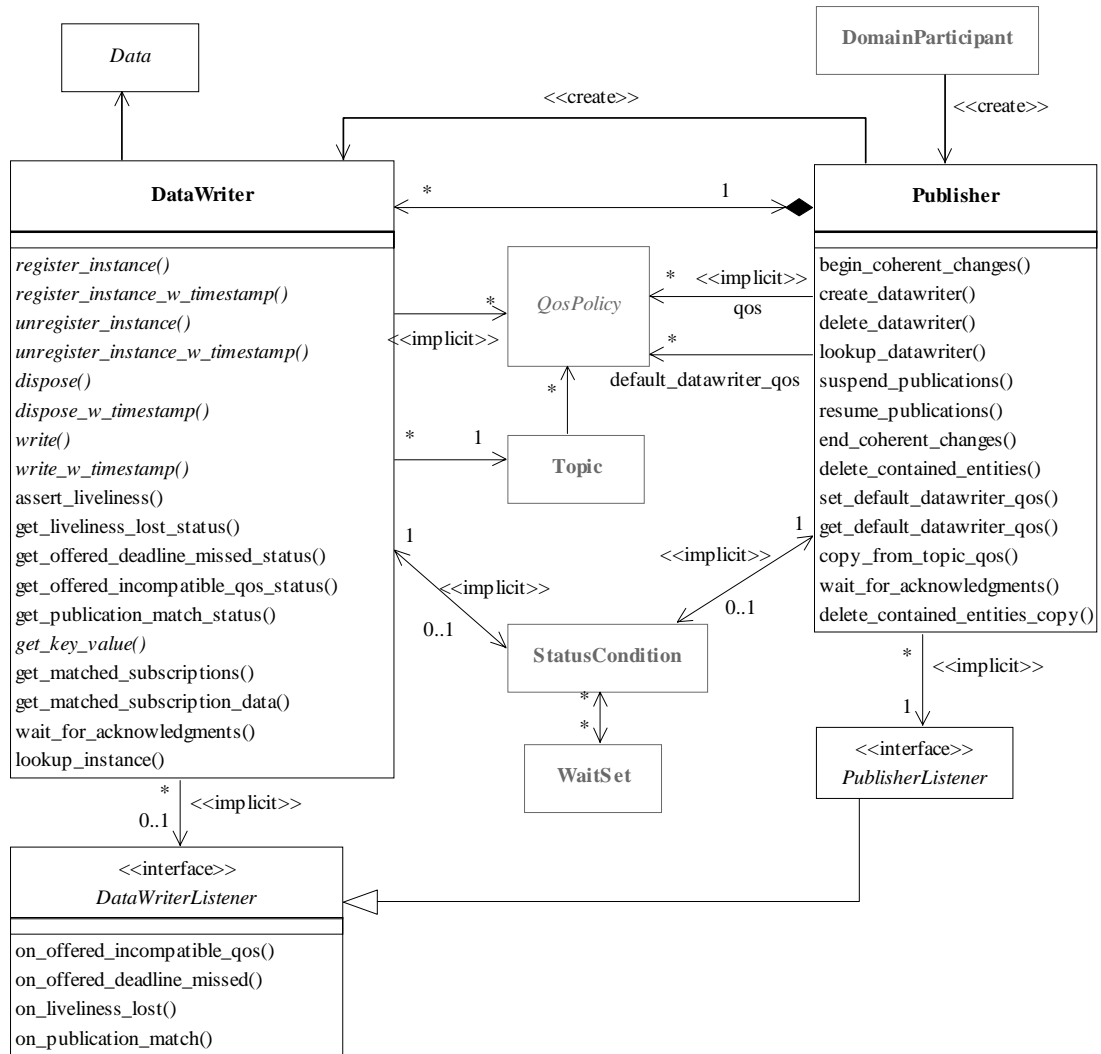 Data
DomainParticipant
<<create>>
<<create>>
DataWriter
*
1
Publisher
register_instance()
register_instance_w_timestamp()
unregister_instance()
unregister_instance_w_timestamp()
dispose()
dispose_w_timestamp()
write()
write_w_timestamp()
assert_liveliness()
get_liveliness_lost_status()
get_offered_deadline_missed_status()
get_offered_incompatible_qos_status()
get_publication_match_status()
get_key_value()
get_matched_subscriptions()
get_matched_subscription_data()
wait_for_acknowledgments()
lookup_instance()
*
<<implicit>>
QosPolicy
*
<<implicit>>
qos
*
default_datawriter_qos
*
*
1
Topic
begin_coherent_changes()
create_datawriter()
delete_datawriter()
lookup_datawriter()
suspend_publications()
resume_publications()
end_coherent_changes()
delete_contained_entities()
set_default_datawriter_qos()
get_default_datawriter_qos()
copy_from_topic_qos()
wait_for_acknowledgments()
delete_contained_entities_copy()
1
<<implicit>>
0..1
1
<<implicit>>
0..1
StatusCondition
*
*
WaitSet
*
<<implicit>>
1
<<interface>>
PublisherListener
*
<<implicit>>
0..1
<<interface>>
DataWriterListener
on_offered_incompatible_qos()
on_offered_deadline_missed()
on_liveliness_lost()
on_publication_match()